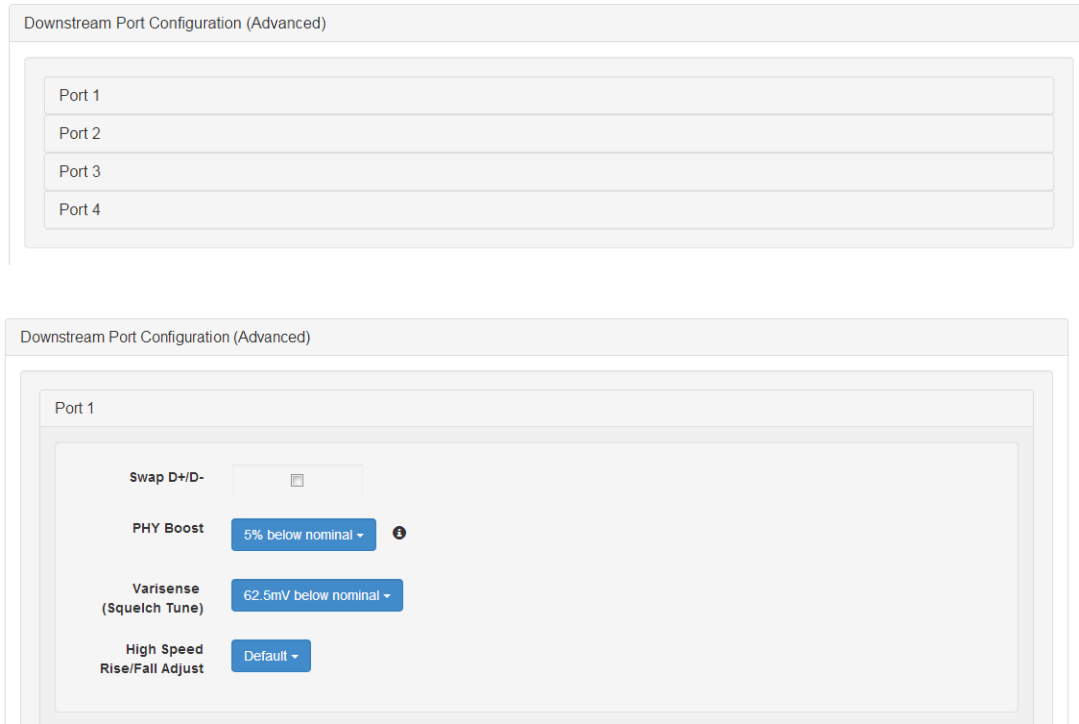 Downstream Port Configuration (Advanced)
Port 1
Port 2
Port 3
Port 4
Downstream Port Configuration (Advanced)
Port 1
Swap D+/D-
PHY Boost
5% below nominal
Varisense
(Squelch Tune)
62.5mV below nominal
High Speed
Rise/Fall Adjust
Default